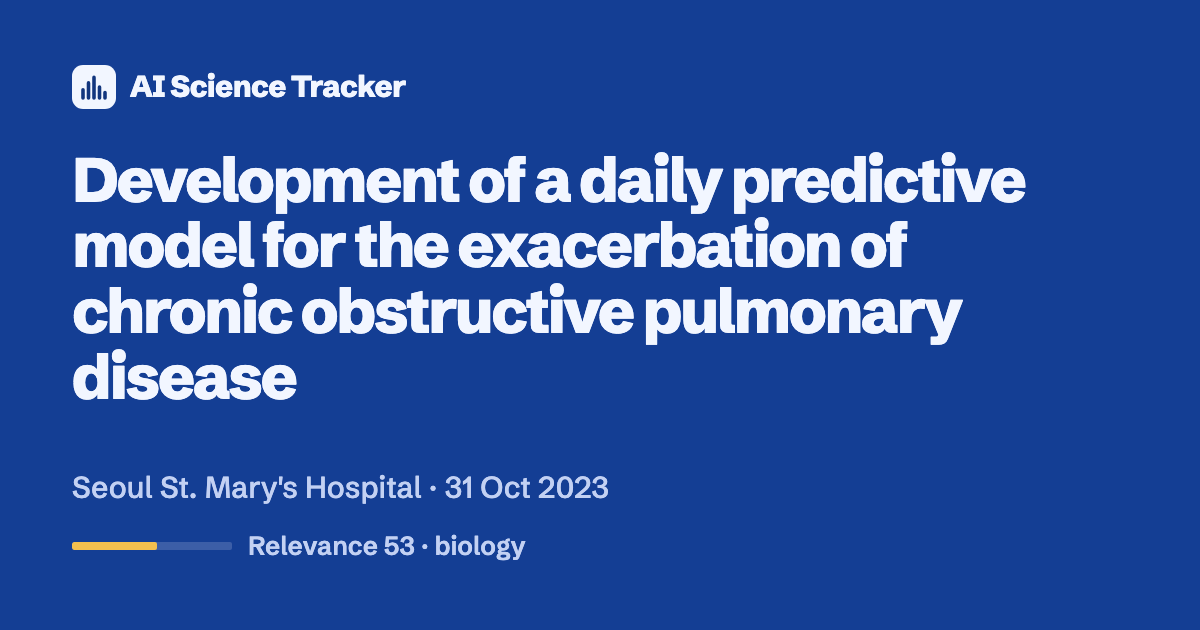 AI Science Tracker
Development of a daily predictive
model for the exacerbation of
chronic obstructive pulmonary
disease
Seoul St. Mary's Hospital · 31 Oct 2023
Relevance 53 · biology